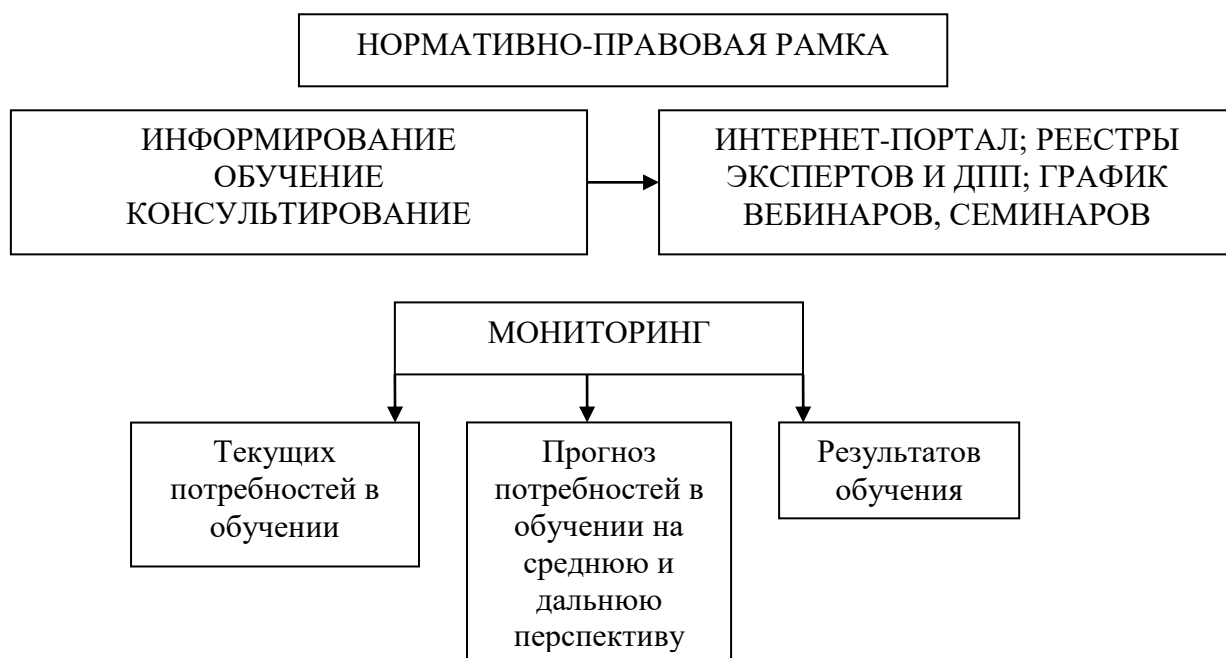 НОРМАТИВНО-ПРАВОВАЯ РАМКА
ИНФОРМИРОВАНИЕ
ОБУЧЕНИЕ
КОНСУЛЬТИРОВАНИЕ
ИНТЕРНЕТ-ПОРТАЛ; РЕЕСТРЫ
ЭКСПЕРТОВ И ДПП; ГРАФИК
ВЕБИНАРОВ, СЕМИНАРОВ
МОНИТОРИНГ
Текущих
потребностей в
обучении
Прогноз
потребностей в
обучении на
среднюю и
дальнюю
перспективу
Результатов
обучения